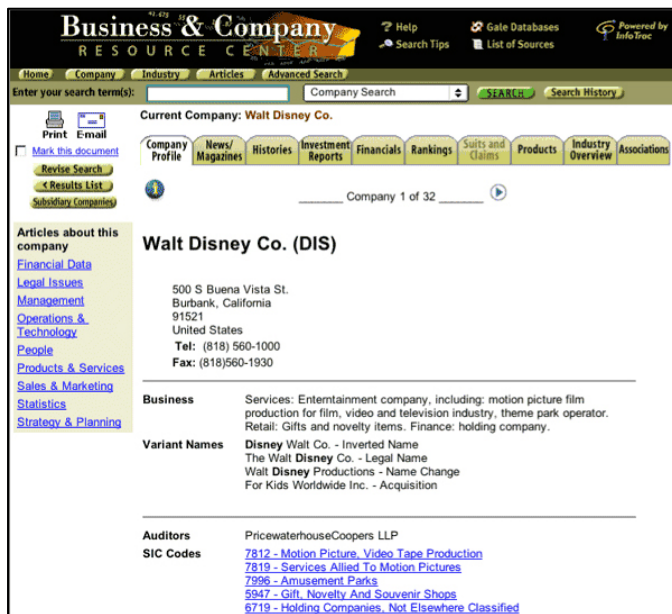 Business & Company
RESOURCE CENTER
? Help
Search Tips
Gale Databases
List of Sources
Powered by
InfoTrac
Home Company Industry Articles Advanced Search
Enter your search term(s): Company Search SEARCH Search History
Print E-mail
Mark this document
Revise Search
< Results List
Subsidiary Companies
Current Company: Walt Disney Co.
Company Profile
News/Magazines
Histories
Investment Reports
Financials
Rankings
Suits and Claims
Products
Industry Overview
Associations
Company 1 of 32
Articles about this
company
Financial Data
Legal Issues
Management
Operations &
Technology
People
Products & Services
Sales & Marketing
Statistics
Strategy & Planning
Walt Disney Co. (DIS)
500 S Buena Vista St.
Burbank, California
91521
United States
Tel: (818) 560-1000
Fax: (818)560-1930
Business Services: Enterntainment company, including: motion picture film
production for film, video and television industry, theme park operator.
Retail: Gifts and novelty items. Finance: holding company.
Variant Names Disney Walt Co. - Inverted Name
The Walt Disney Co. - Legal Name
Walt Disney Productions - Name Change
For Kids Worldwide Inc. - Acquisition
Auditors PricewaterhouseCoopers LLP
SIC Codes 7812 - Motion Picture, Video Tape Production
7819 - Services Allied To Motion Pictures
7996 - Amusement Parks
5947 - Gift, Novelty And Souvenir Shops
6719 - Holding Companies, Not Elsewhere Classified